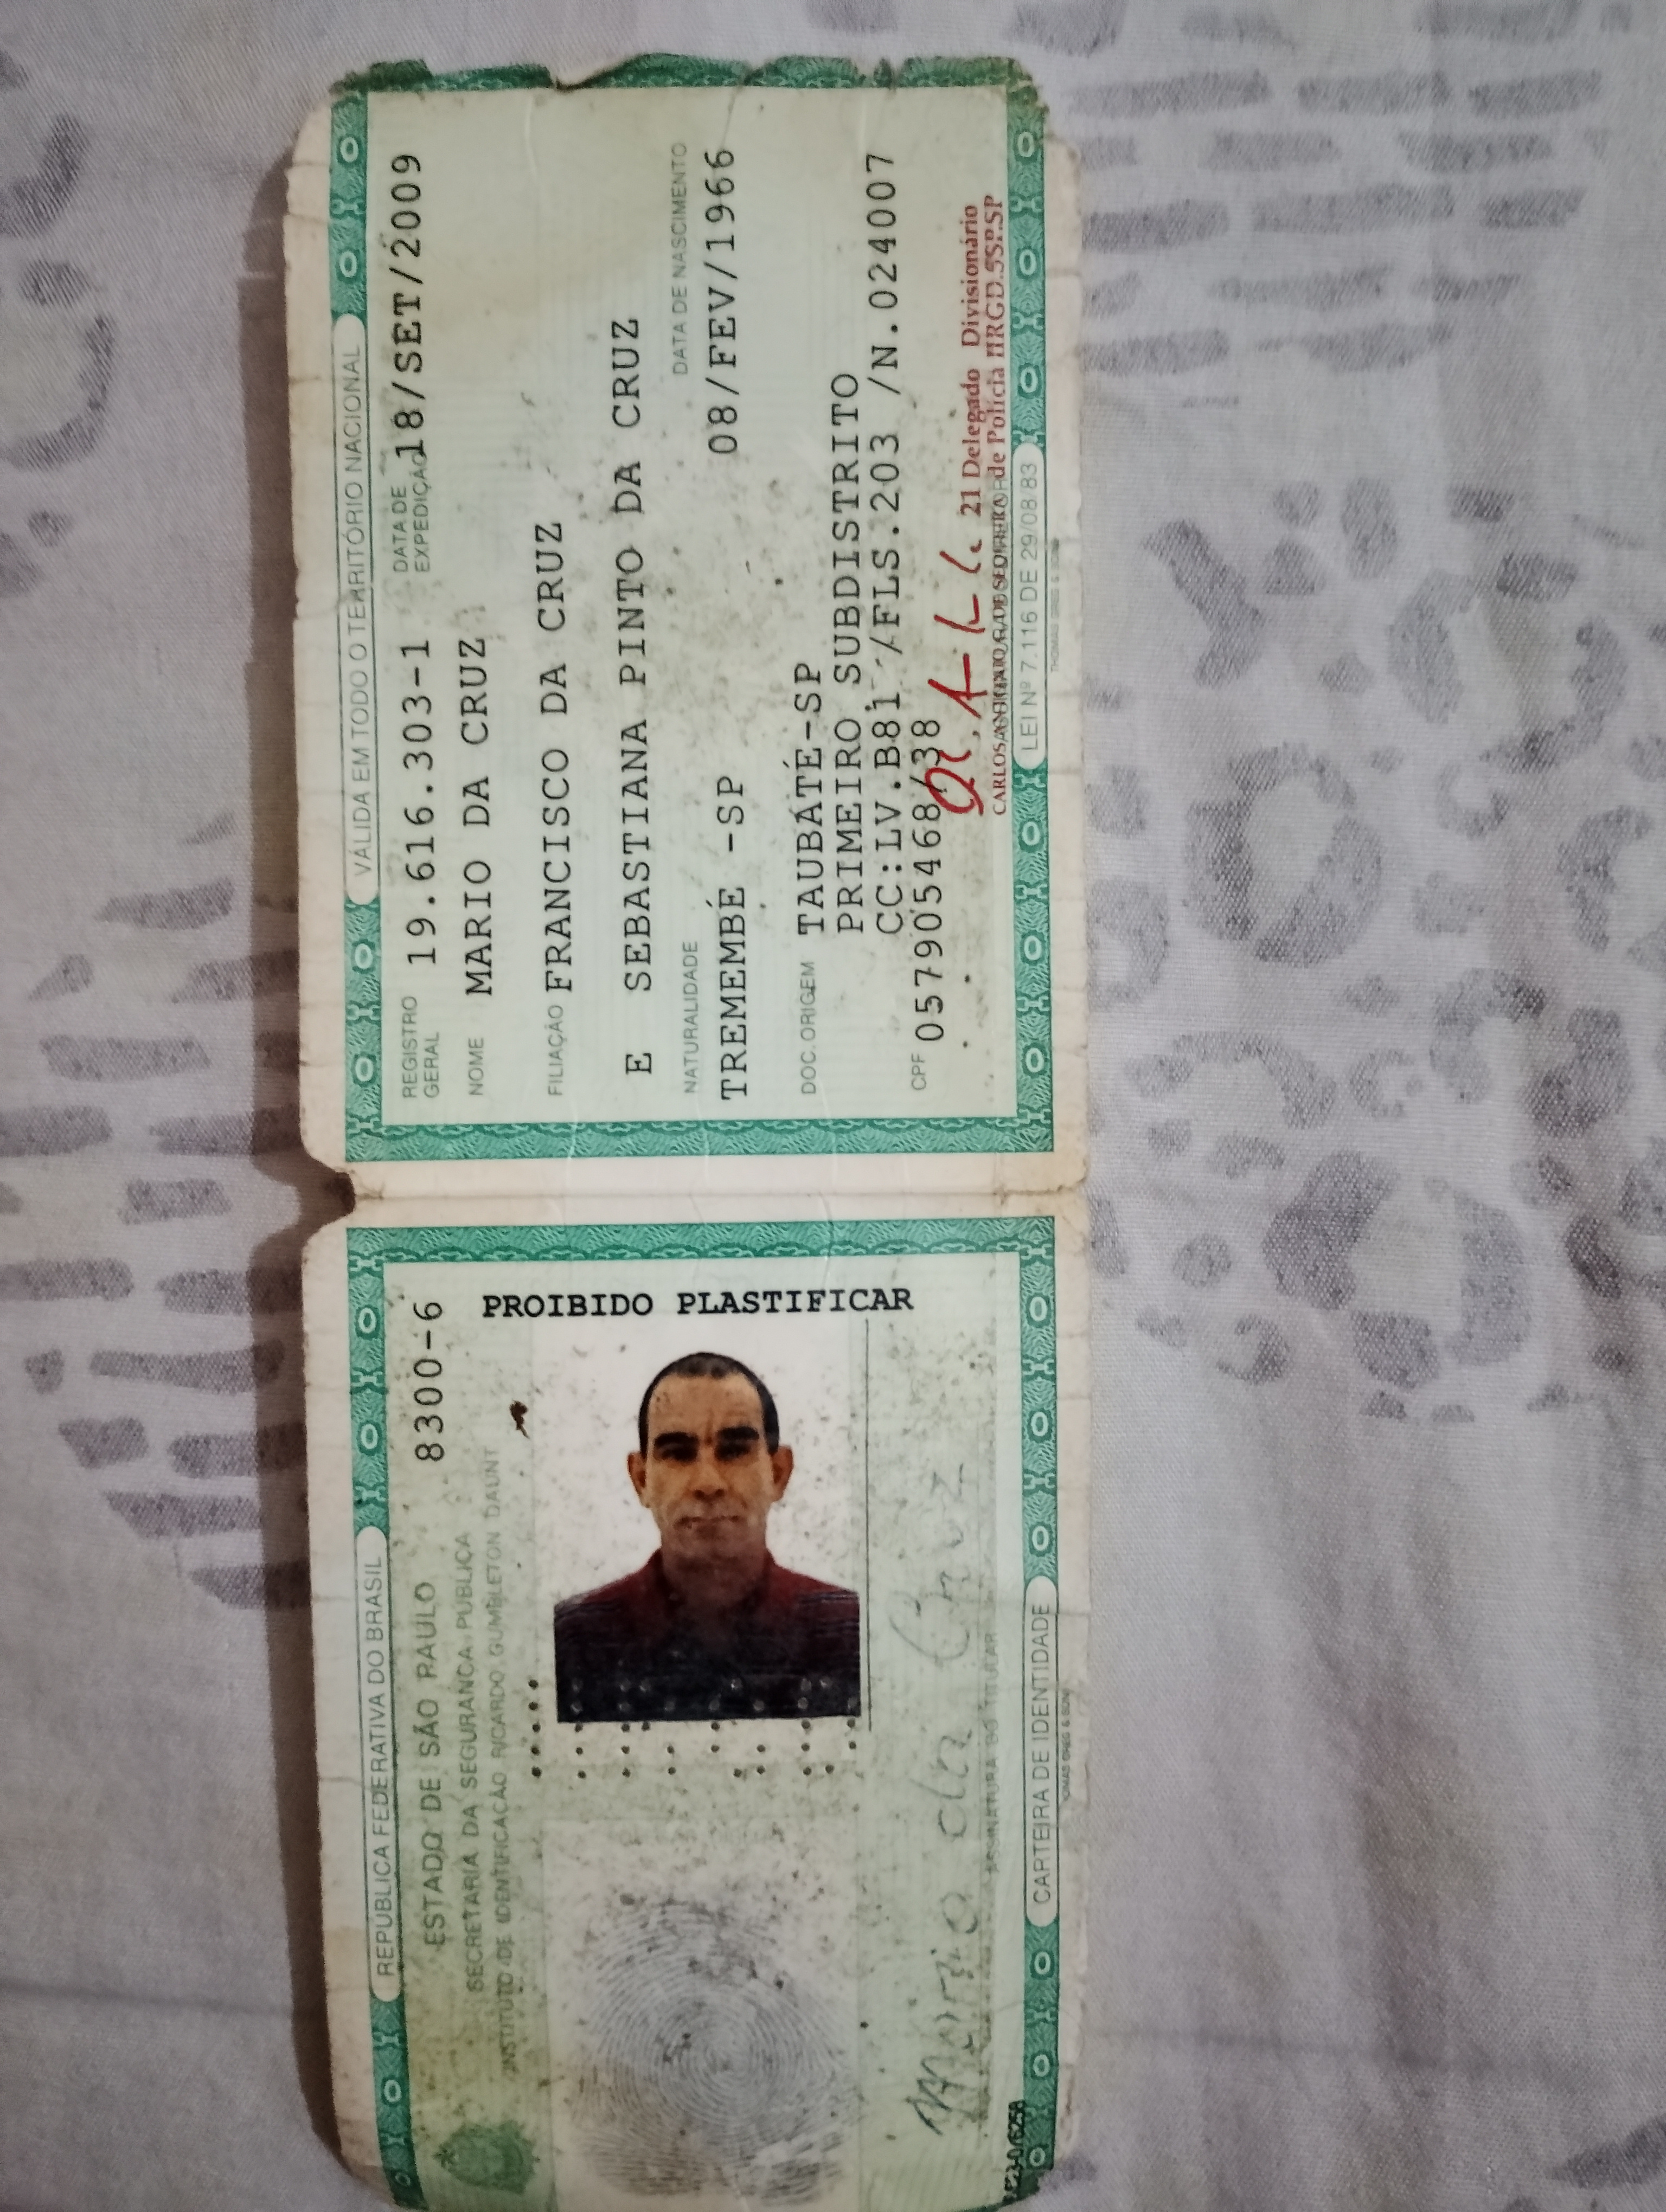 VÁLIDA EM TODO O TERRITÓRIO NACIONAL
REGISTRO GERAL 19.616.303-1 DATA DE EXPEDIÇÃO 18/SET/2009
NOME MARIO DA CRUZ
FILIAÇÃO FRANCISCO DA CRUZ
E SEBASTIANA PINTO DA CRUZ
NATURALIDADE DATA DE NASCIMENTO
TREMEMBÉ -SP 08/FEV/1966
DOC. ORIGEM TAUBATÉ-SP
PRIMEIRO SUBDISTRITO
CC:LV.B81 /FLS.203 /N.024007
CPF 057905468/38
21 Delegado Divisionário
de Polícia IIRGD.SSP.SP
LEI Nº 7.116 DE 29/08/83
REPÚBLICA FEDERATIVA DO BRASIL
ESTADO DE SÃO PAULO 8300-6
SECRETARIA DA SEGURANÇA PÚBLICA
INSTITUTO DE IDENTIFICAÇÃO RICARDO GUMBLETON DAUNT
PROIBIDO PLASTIFICAR
Mario da Cruz
ASSINATURA DO TITULAR
CARTEIRA DE IDENTIDADE